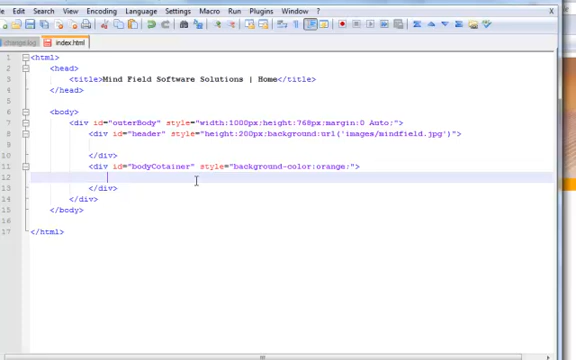 Edit Search View Encoding Language Settings Macro Run Plugins Window ? X
change.log index.html
1 <html>
2 <head>
3 <title>Mind Field Software Solutions | Home</title>
4 </head>
5
6 <body>
7 <div id="outerBody" style="width:1000px;height:768px;margin:0 Auto;">
8 <div id="header" style="height:200px;background:url('images/mindfield.jpg')">
9
10 </div>
11 <div id="bodyCotainer" style="background-color:orange;">
12
13 </div>
14 </div>
15 </body>
16
17 </html>